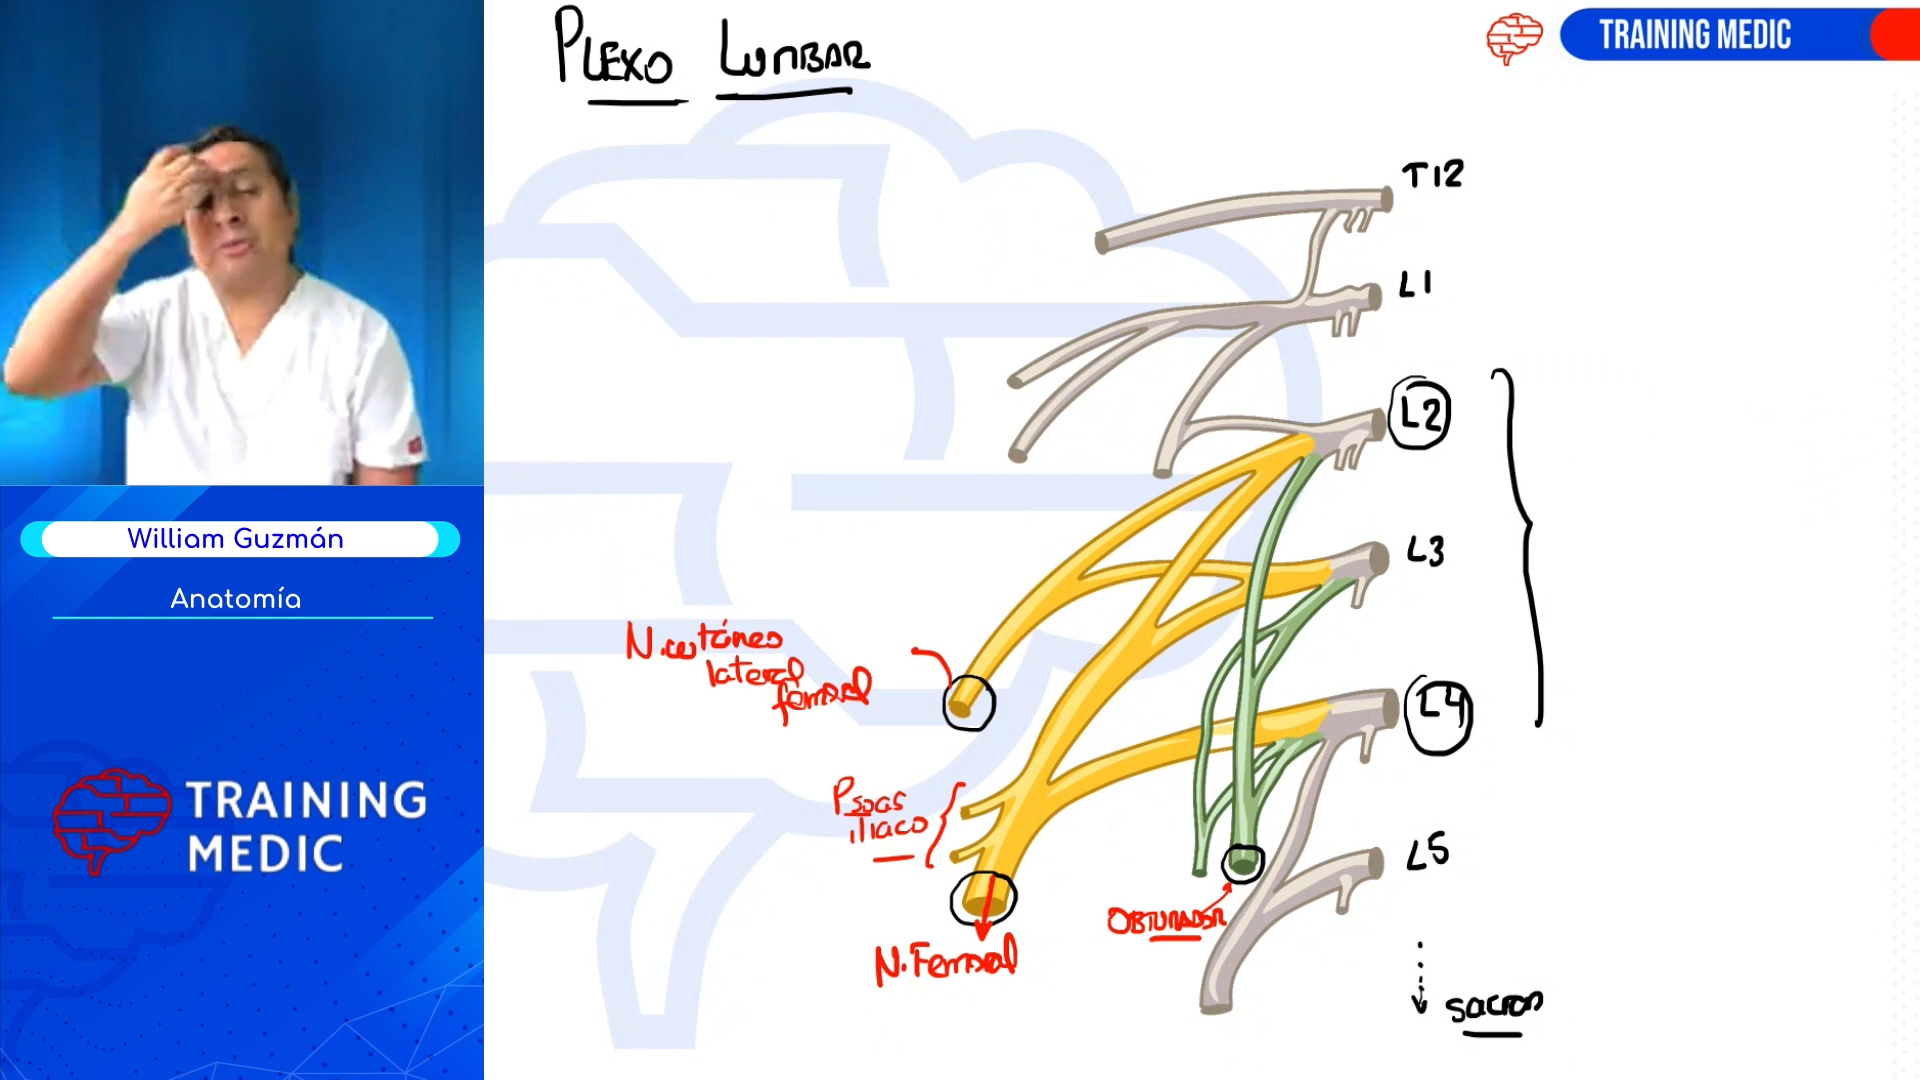 PLEXO LUMBAR
TRAINING MEDIC
T12
L1
L2
L3
L4
L5
sacros
N. cutáneo
lateral
femoral
Psoas
iliaco
N. Femoral
OBTURADOR
William Guzmán
Anatomía
TRAINING
MEDIC